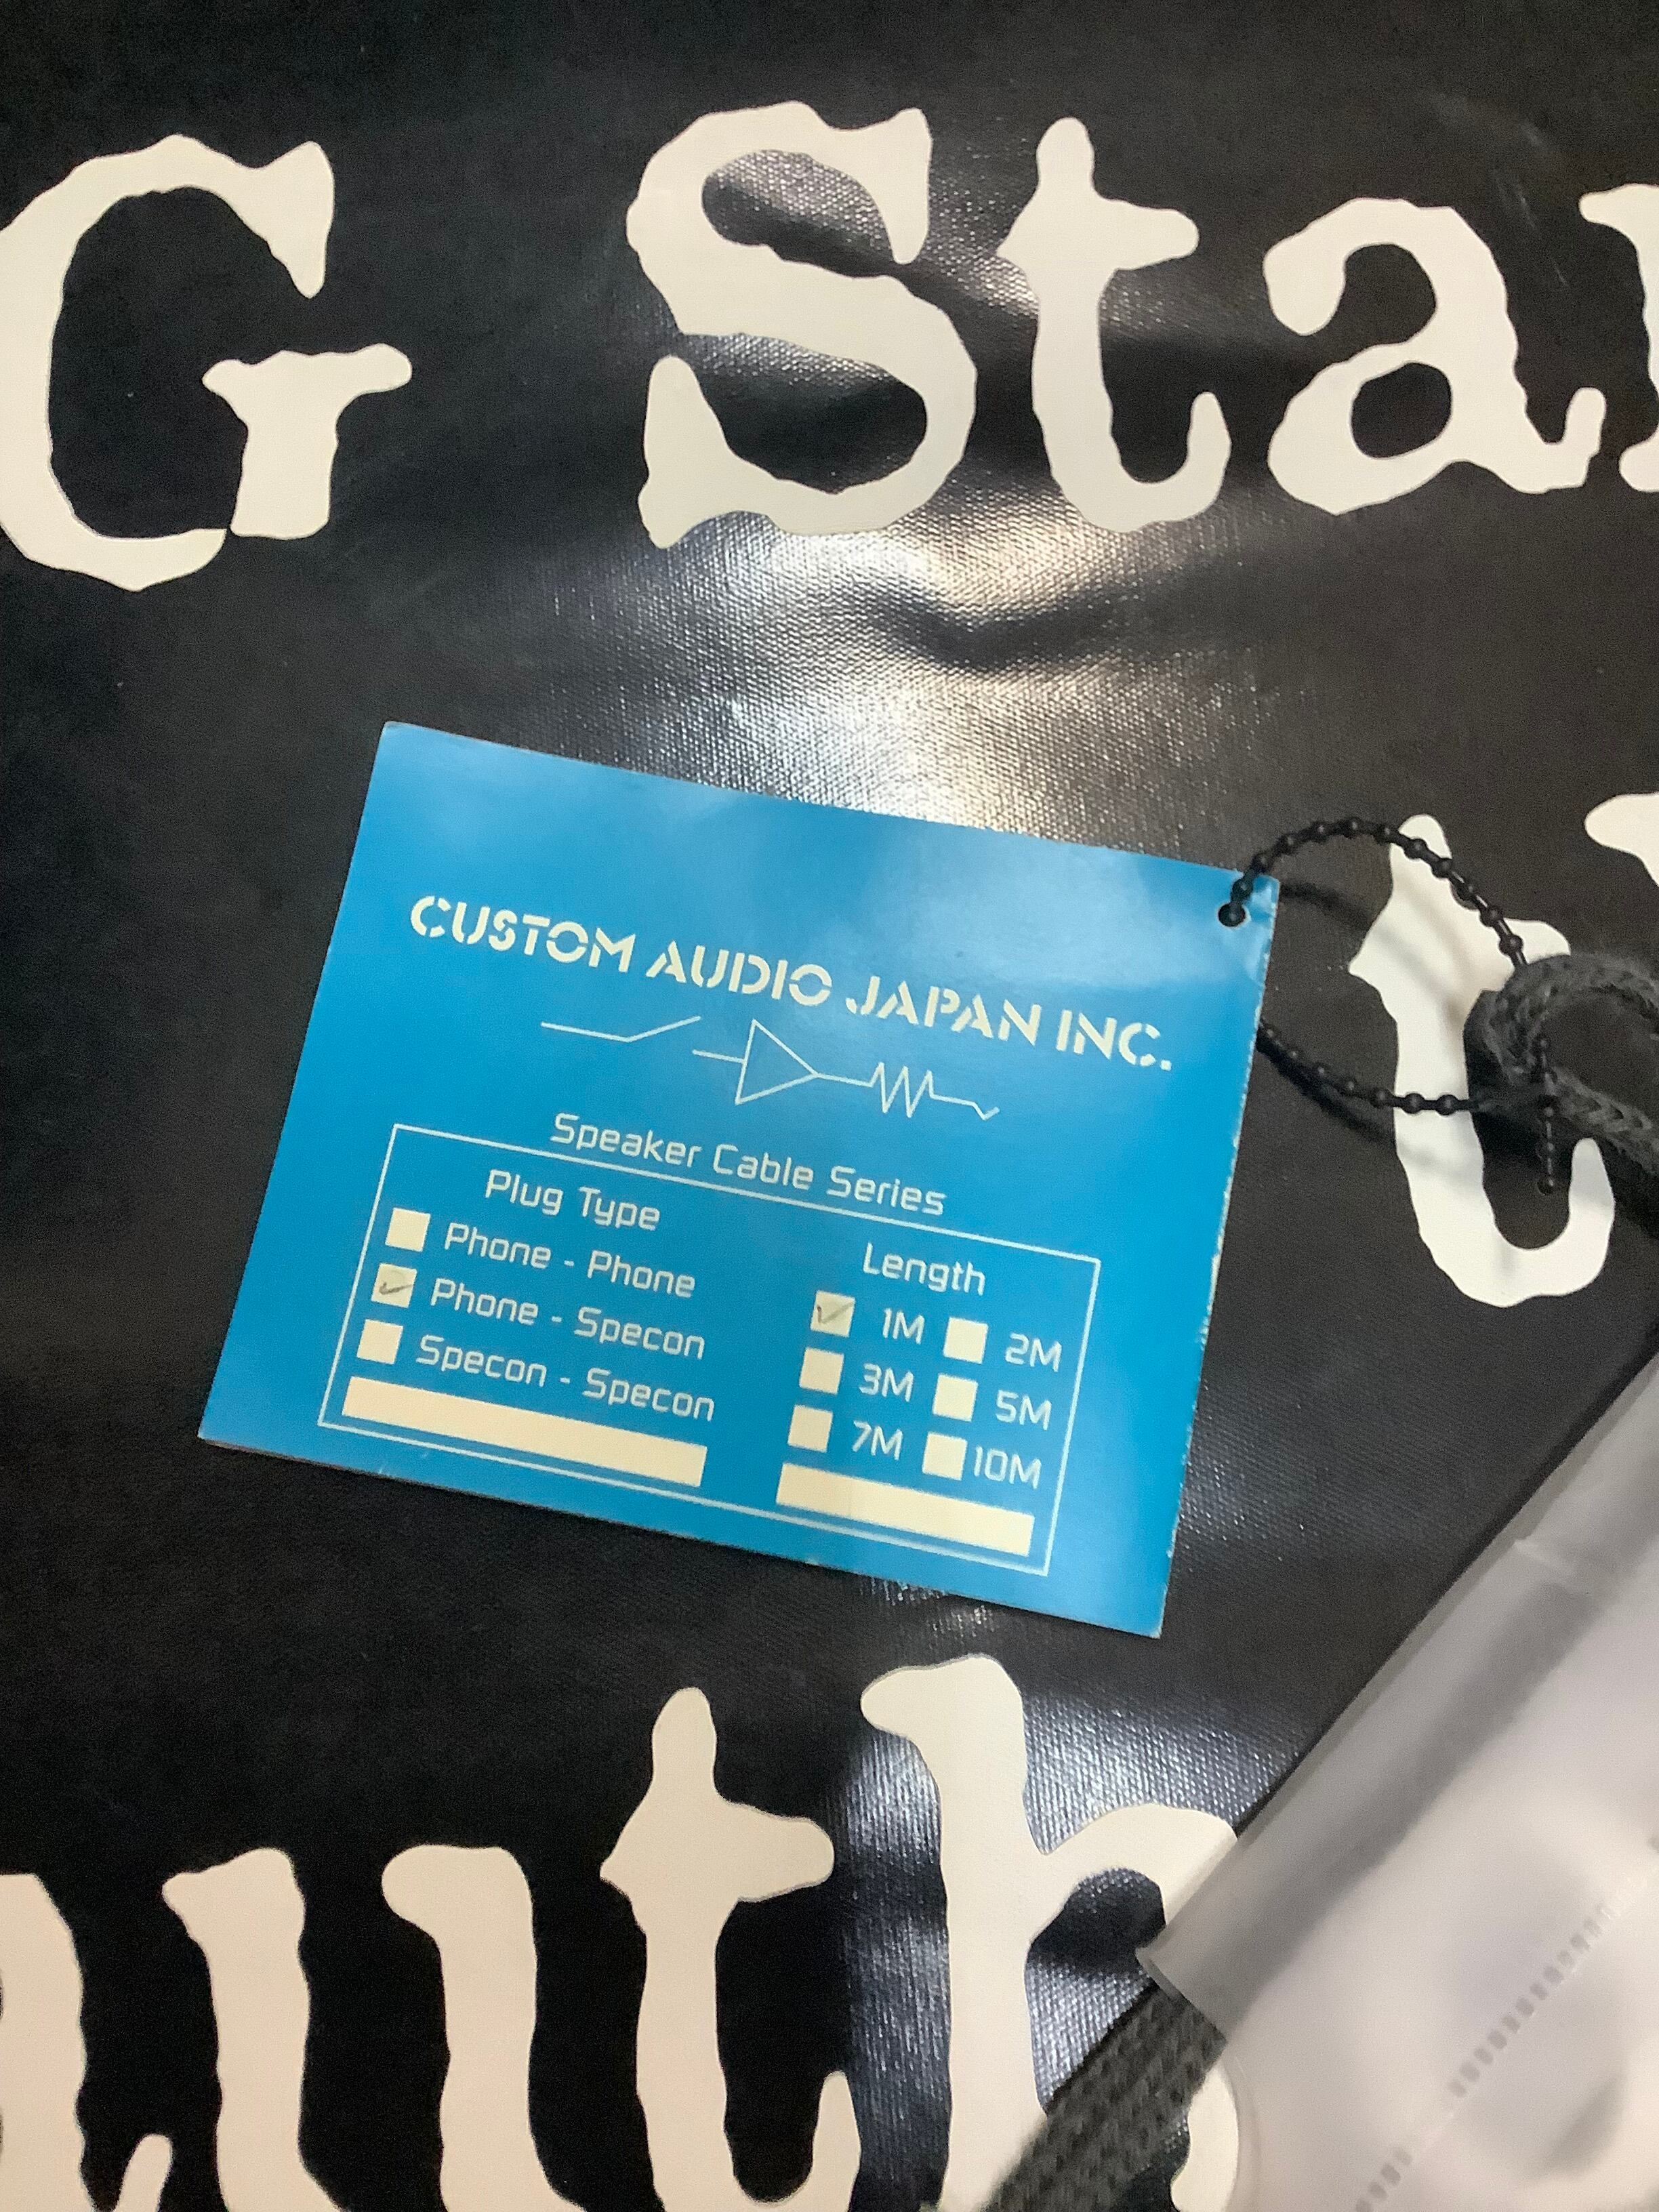 G Sta
CUSTOM AUDIO JAPAN INC.
Speaker Cable Series
Plug Type
Phone - Phone
Phone - Specon
Specon - Specon
Length
1M 2M
3M 5M
7M 10M